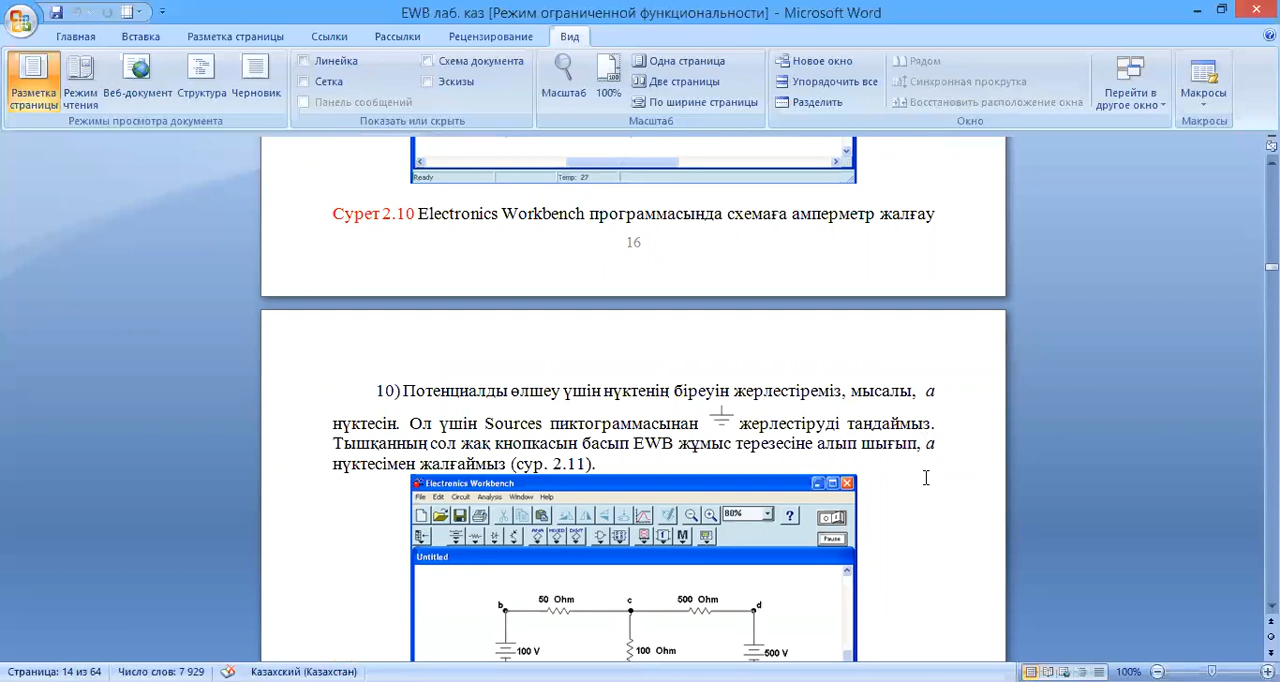 EWB лаб. каз [Режим ограниченной функциональности] - Microsoft Word
Главная Вставка Разметка страницы Ссылки Рассылки Рецензирование Вид
Разметка страницы
Режим чтения
Веб-документ
Структура
Черновик
Режимы просмотра документа
Линейка
Сетка
Панель сообщений
Схема документа
Эскизы
Показать или скрыть
Масштаб
100%
Одна страница
Две страницы
По ширине страницы
Масштаб
Новое окно
Упорядочить все
Разделить
Рядом
Синхронная прокрутка
Восстановить расположение окна
Перейти в другое окно
Окно
Макросы
Макросы
Ready Temp: 27
Сурет 2.10 Electronics Workbench программасында схемаға амперметр жалғау
16
10) Потенциалды өлшеу үшін нүктенің біреуін жерлестіреміз, мысалы, a
нүктесін. Ол үшін Sources пиктограммасынан жерлестіруді таңдаймыз.
Тышқанның сол жақ кнопкасын басып EWB жұмыс терезесіне алып шығып, a
нүктесімен жалғаймыз (сур. 2.11).
Electronics Workbench
File Edit Circuit Analysis Window Help
80%
Pause
Untitled
50 Ohm 500 Ohm
b c d
100 V 100 Ohm 500 V
Страница: 14 из 64 Число слов: 7 929 Казахский (Казахстан) 100%